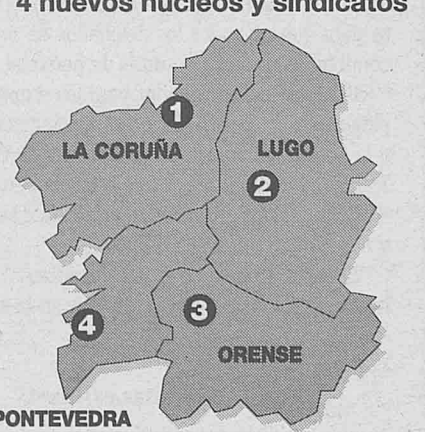 4 nuevos núcleos y sindicatos
1
LA CORUÑA
LUGO
2
3
4
ORENSE
PONTEVEDRA